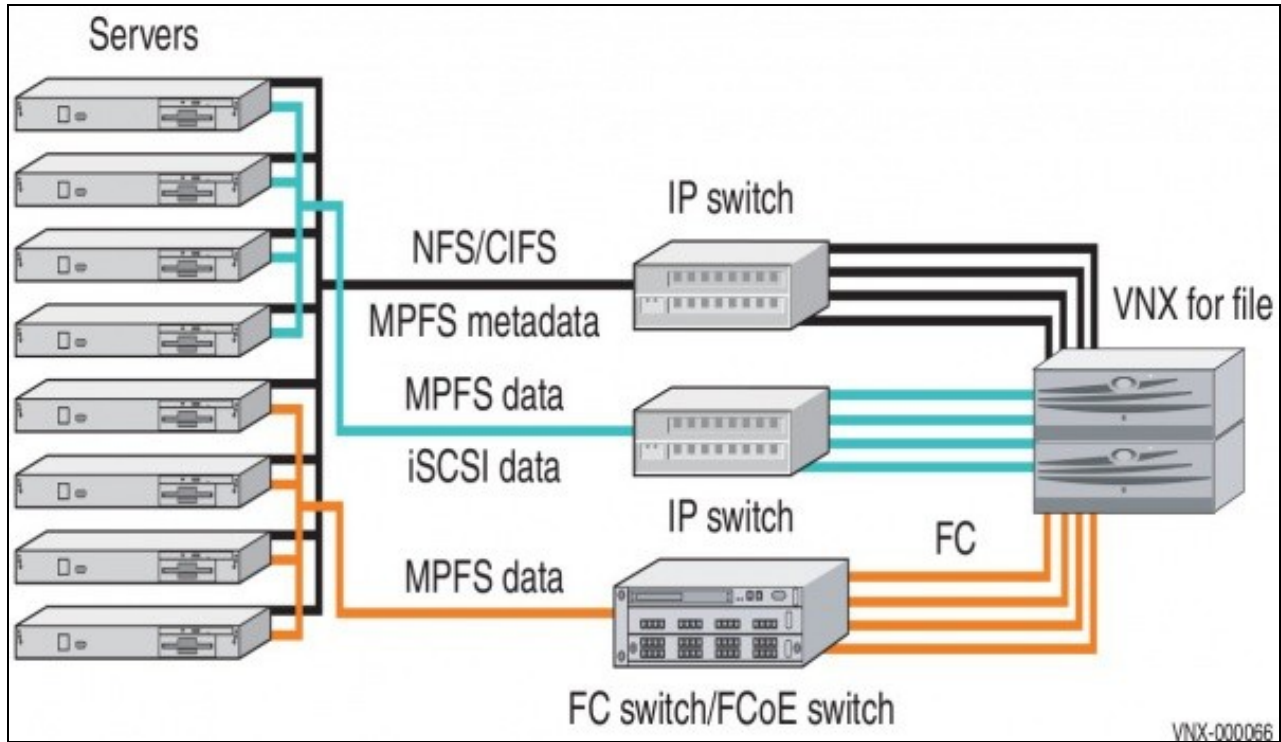 Servers
IP switch
NFS/CIFS
VNX for file
MPFS metadata
MPFS data
iSCSI data
IP switch
FC
MPFS data
FC switch/FCoE switch
VNX-000066